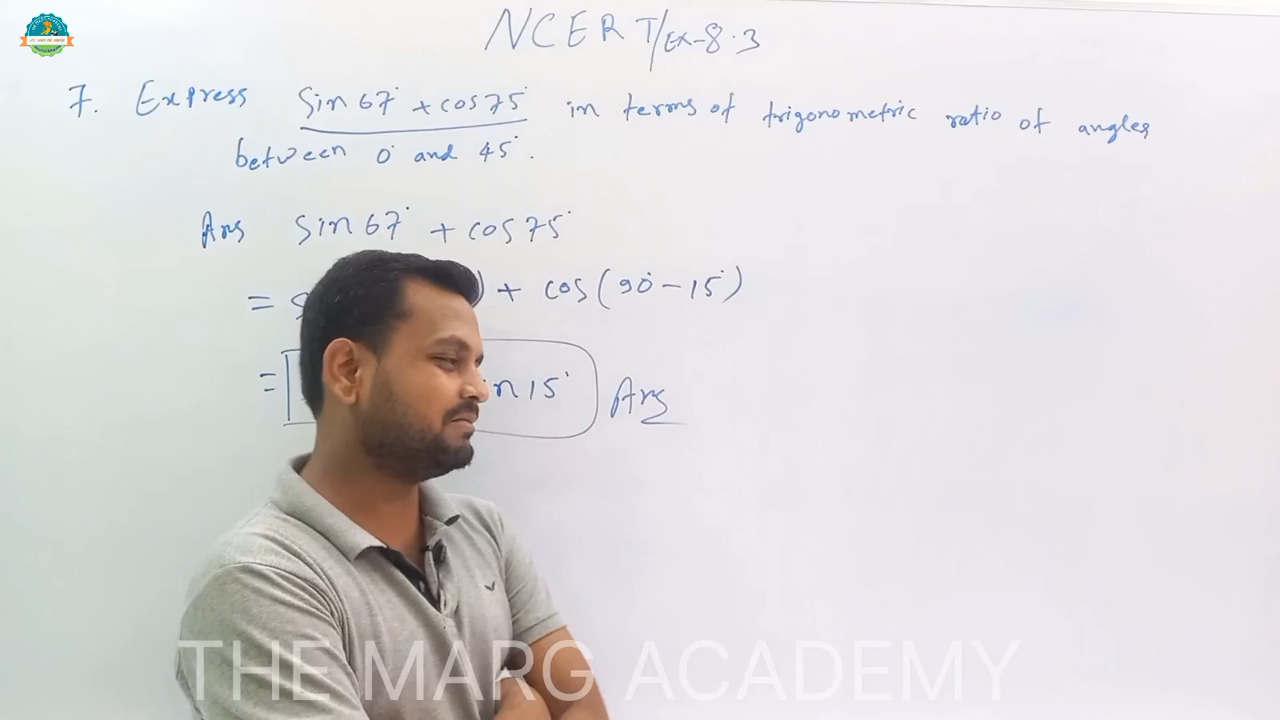 NCERT/Ex-8.3
7. Express sin 67° + cos 75° in terms of trigonometric ratio of angles
between 0° and 45°.
Ans sin 67° + cos 75°
= ) + cos (90° - 15°)
= n 15° Ans
THE MARG ACADEMY